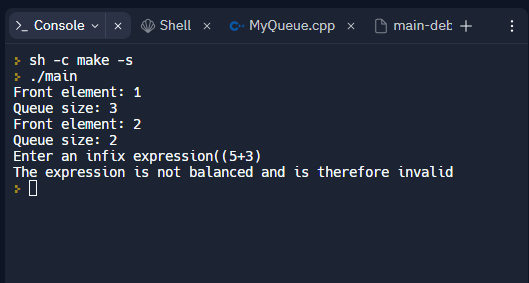 Console Shell MyQueue.cpp main-deb
sh -c make -s
./main
Front element: 1
Queue size: 3
Front element: 2
Queue size: 2
Enter an infix expression((5+3)
The expression is not balanced and is therefore invalid